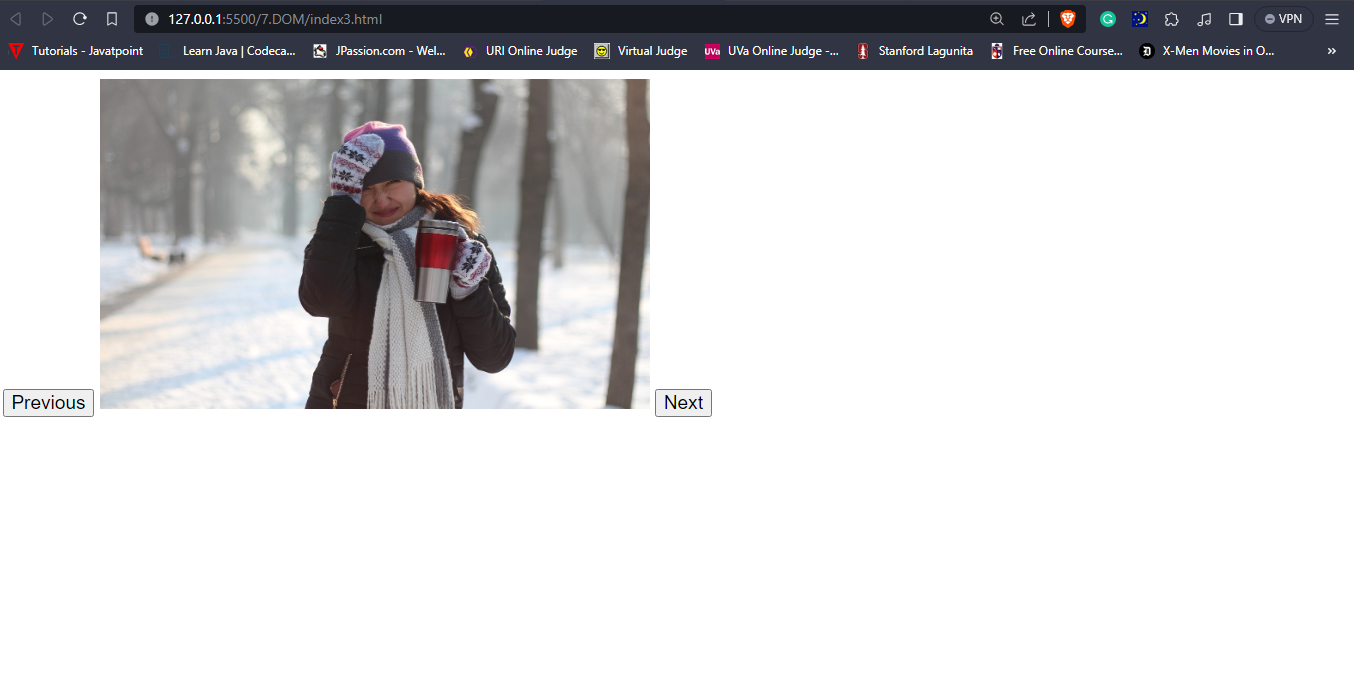 127.0.0.1:5500/7.DOM/index3.html
VPN
Tutorials - Javatpoint
Learn Java | Codeca...
JPassion.com - Wel...
URI Online Judge
Virtual Judge
UVa
UVa Online Judge -...
Stanford Lagunita
Free Online Course...
X-Men Movies in O...
»
Previous
Next